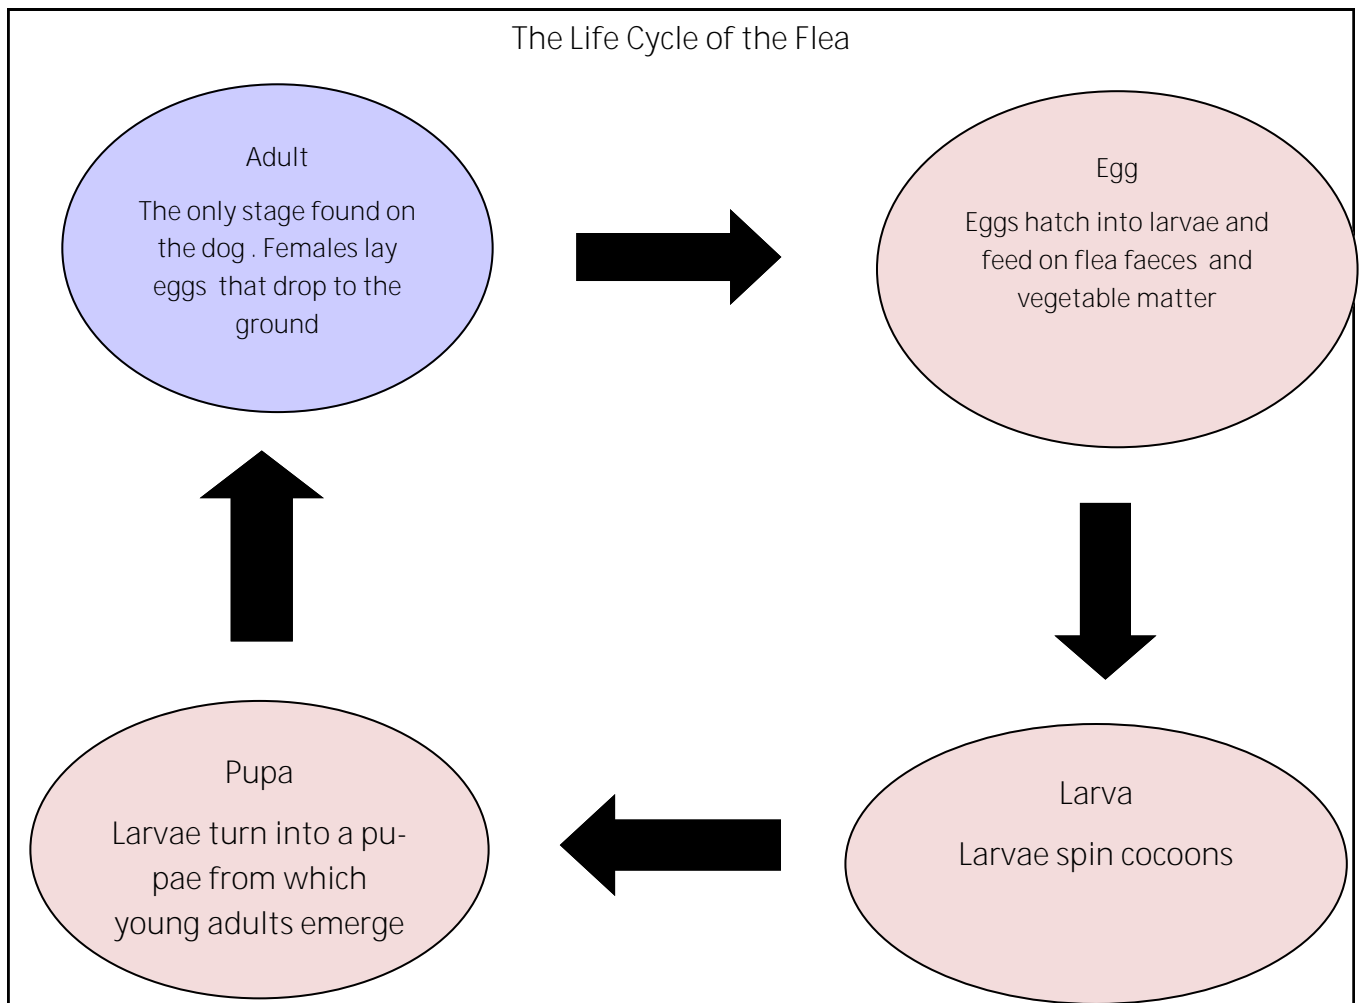 The Life Cycle of the Flea
Adult
The only stage found on
the dog . Females lay
eggs that drop to the
ground
Egg
Eggs hatch into larvae and
feed on flea faeces and
vegetable matter
Larva
Larvae spin cocoons
Pupa
Larvae turn into a pu-
pae from which
young adults emerge